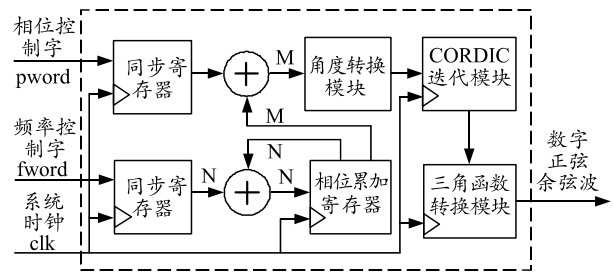 相位控
制字
pword
同步寄
存器
M
角度转换
模块
CORDIC
迭代模块
M
频率控
制字
fword
同步寄
存器
N
N
N
相位累加
寄存器
三角函数
转换模块
数字
正弦
余弦波
系统
时钟
clk